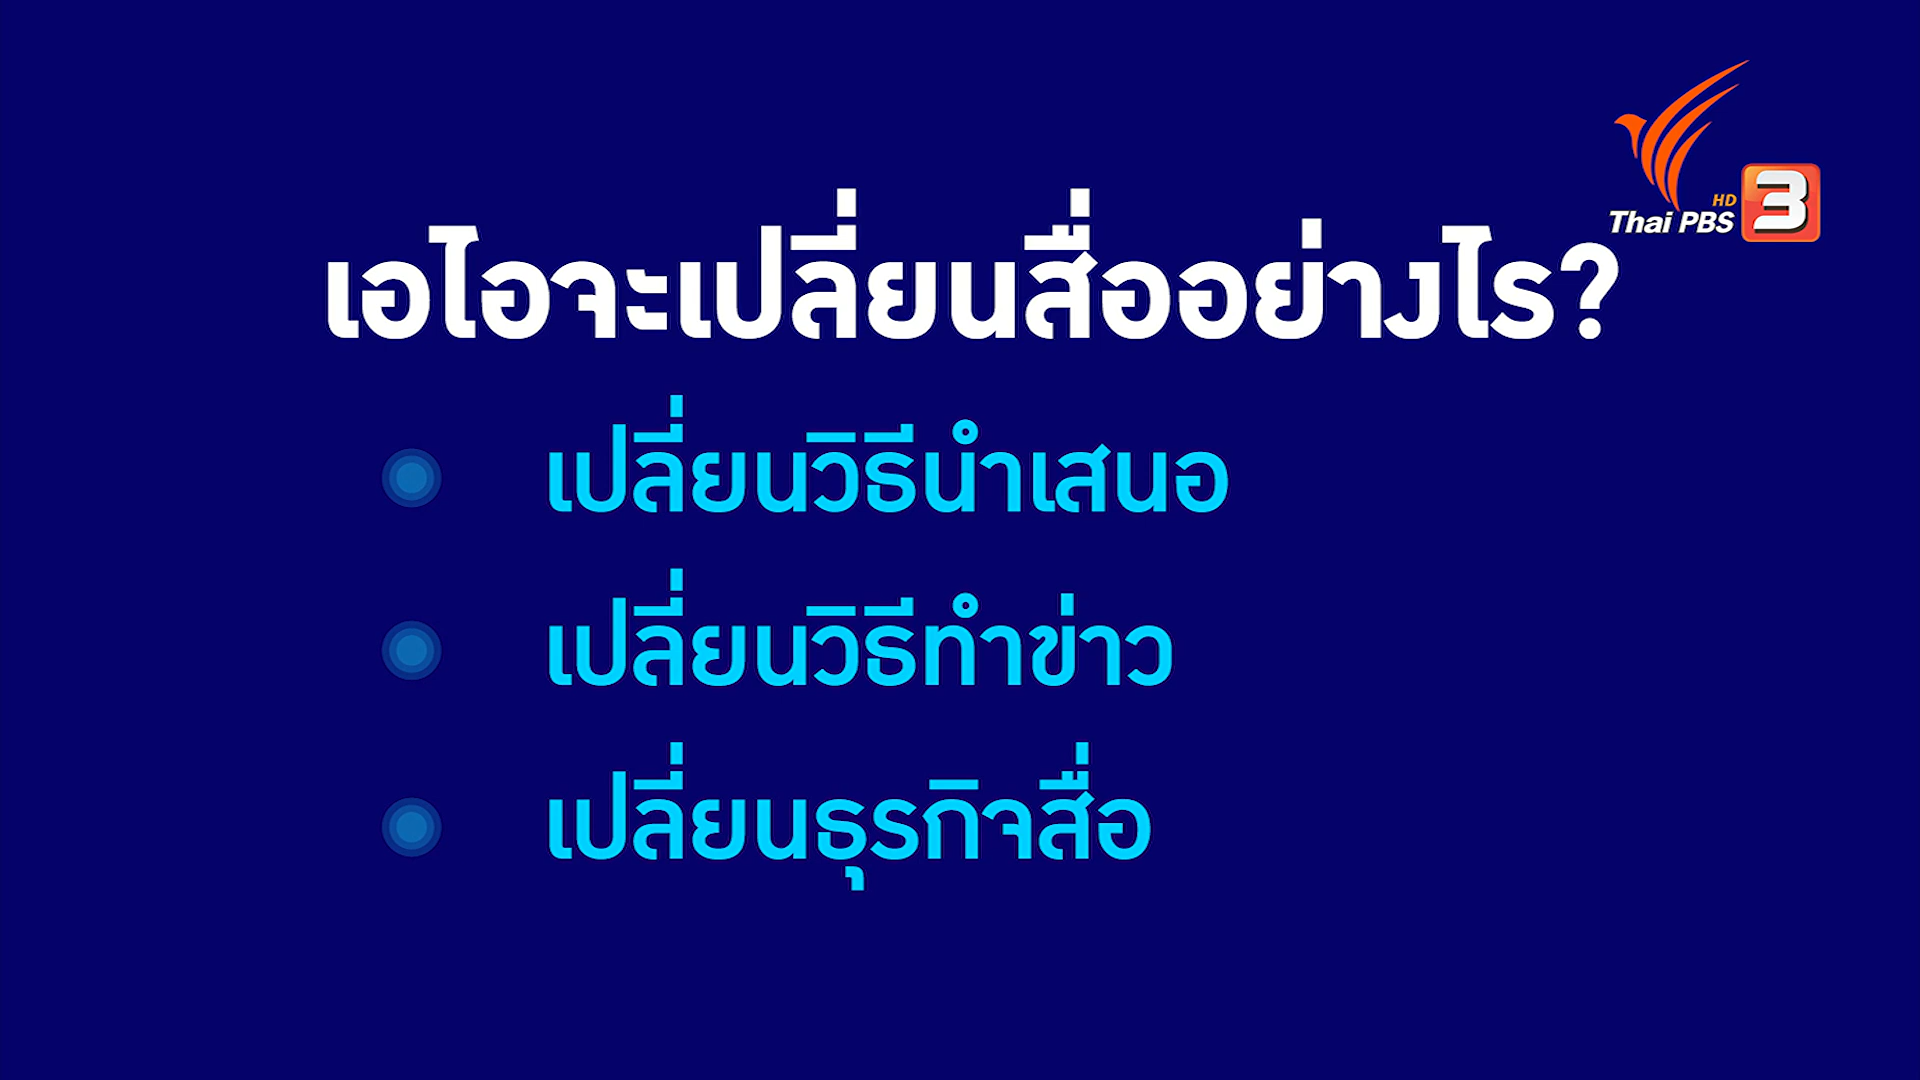 HD
Thai PBS 3
เอไอจะเปลี่ยนสื่ออย่างไร?
เปลี่ยนวิธีนำเสนอ
เปลี่ยนวิธีทำข่าว
เปลี่ยนธุรกิจสื่อ